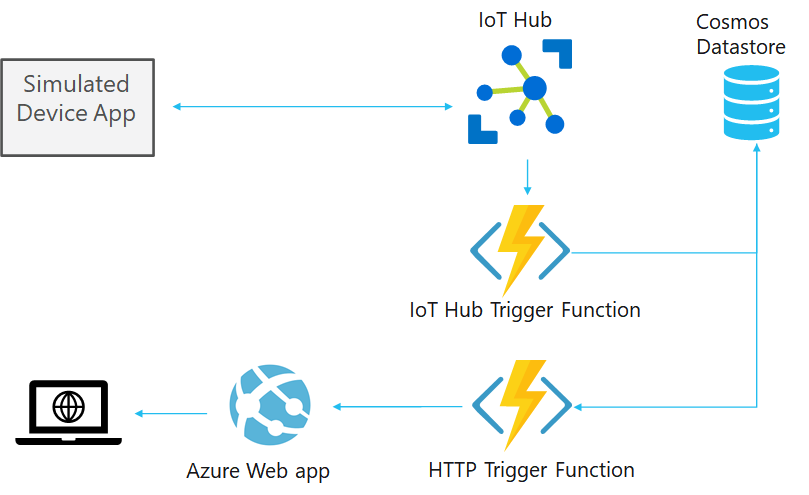 IoT Hub
Cosmos
Datastore
Simulated
Device App
IoT Hub Trigger Function
Azure Web app
HTTP Trigger Function